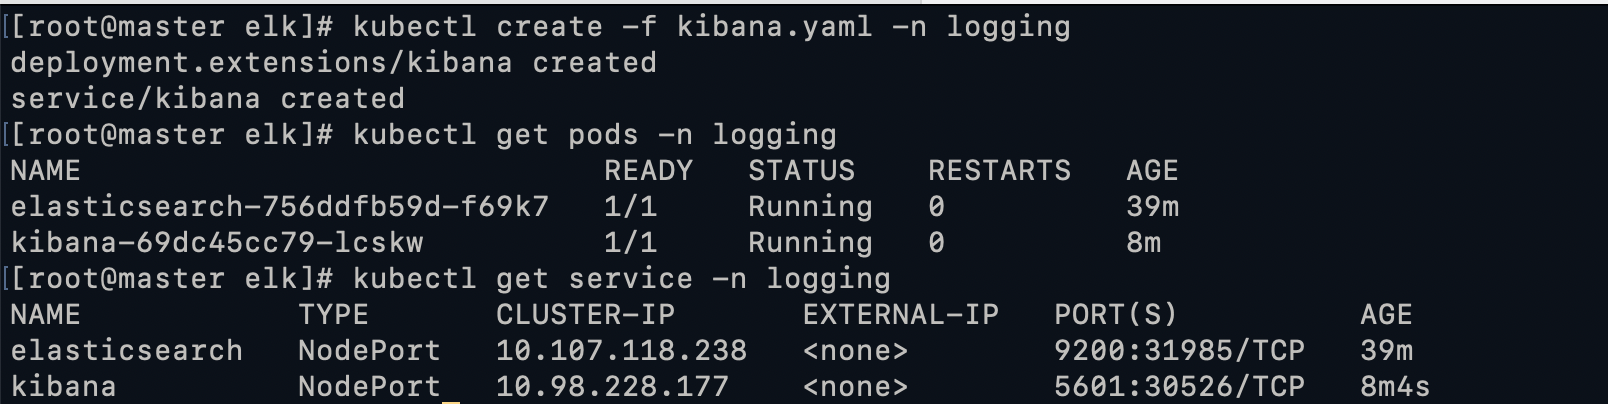 [[root@master elk]# kubectl create -f kibana.yaml -n logging
deployment.extensions/kibana created
service/kibana created
[[root@master elk]# kubectl get pods -n logging
NAME                             READY   STATUS    RESTARTS   AGE
elasticsearch-756ddfb59d-f69k7   1/1     Running   0          39m
kibana-69dc45cc79-lcskw          1/1     Running   0          8m
[[root@master elk]# kubectl get service -n logging
NAME            TYPE       CLUSTER-IP       EXTERNAL-IP   PORT(S)          AGE
elasticsearch   NodePort   10.107.118.238   <none>        9200:31985/TCP   39m
kibana          NodePort   10.98.228.177    <none>        5601:30526/TCP   8m4s